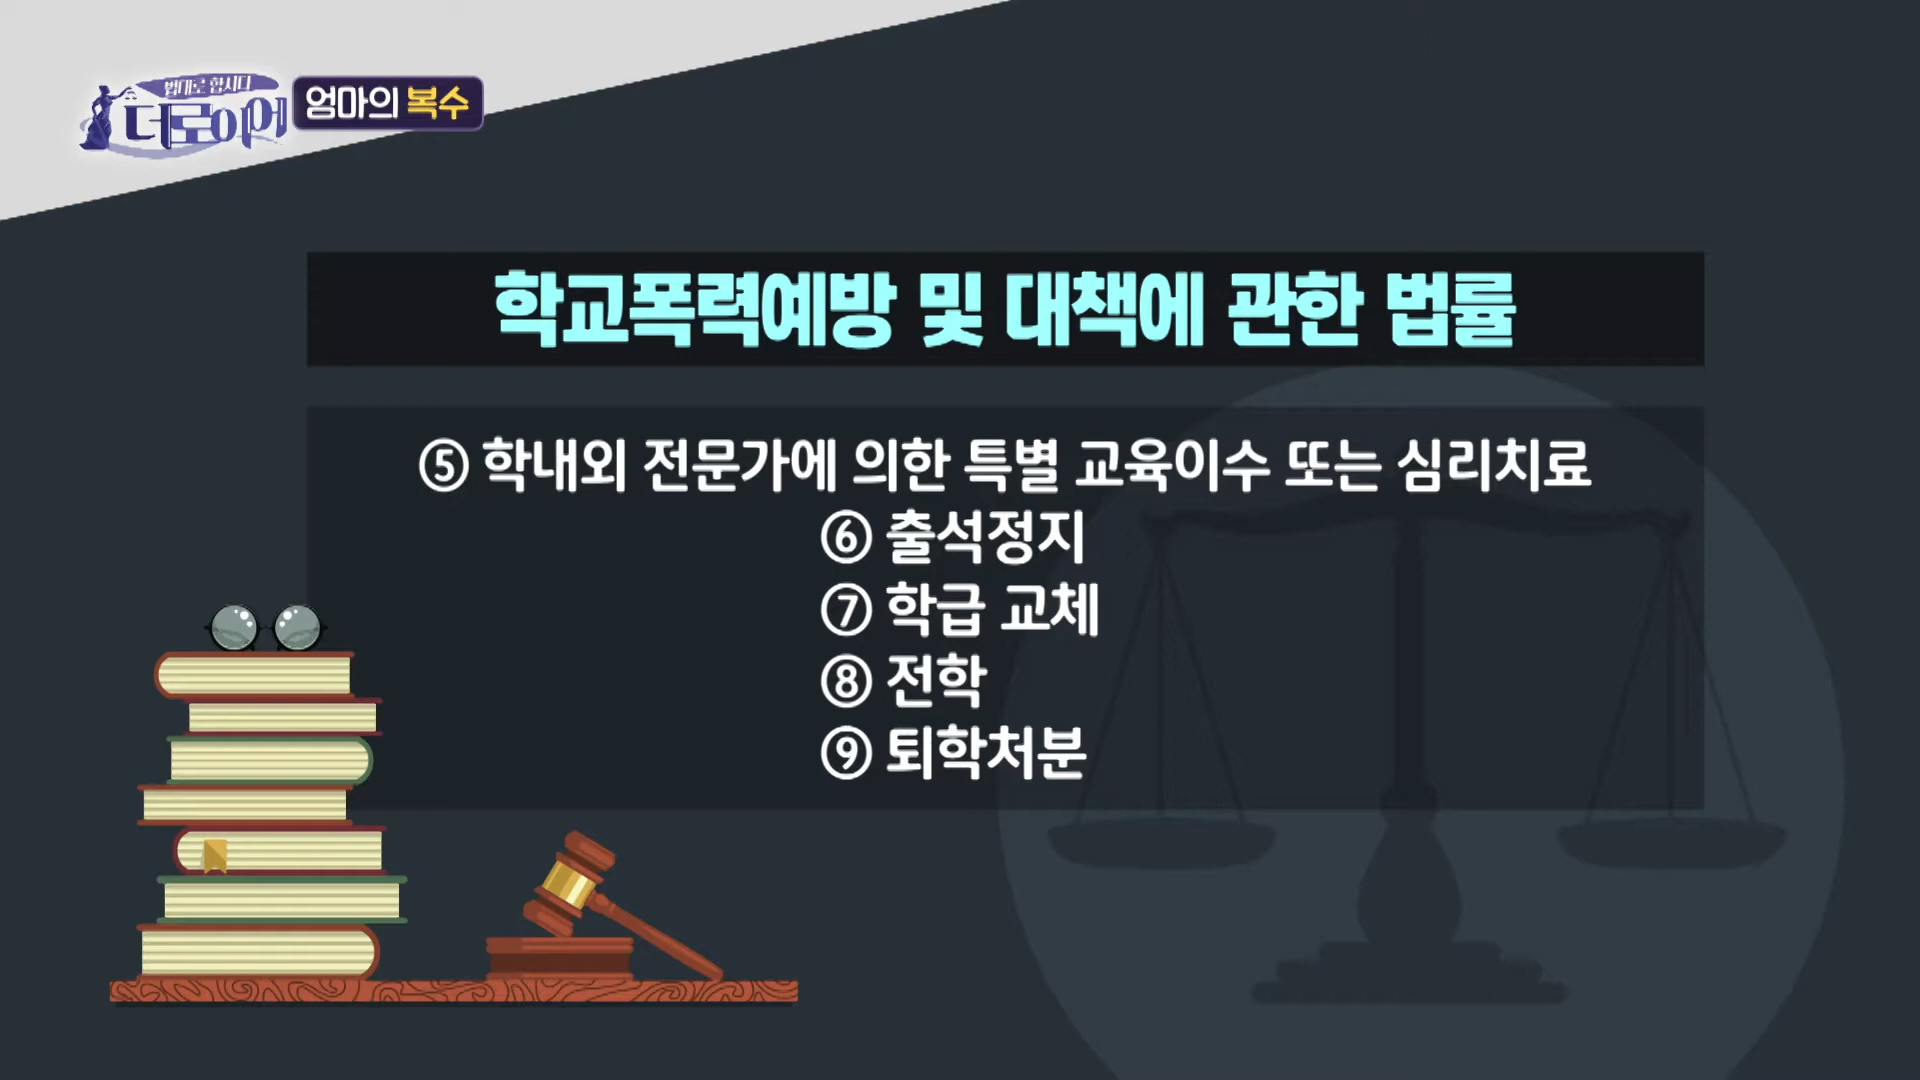 법대로 합시다
더로이어
엄마의 복수
학교폭력예방 및 대책에 관한 법률
⑤ 학내외 전문가에 의한 특별 교육이수 또는 심리치료
⑥ 출석정지
⑦ 학급 교체
⑧ 전학
⑨ 퇴학처분